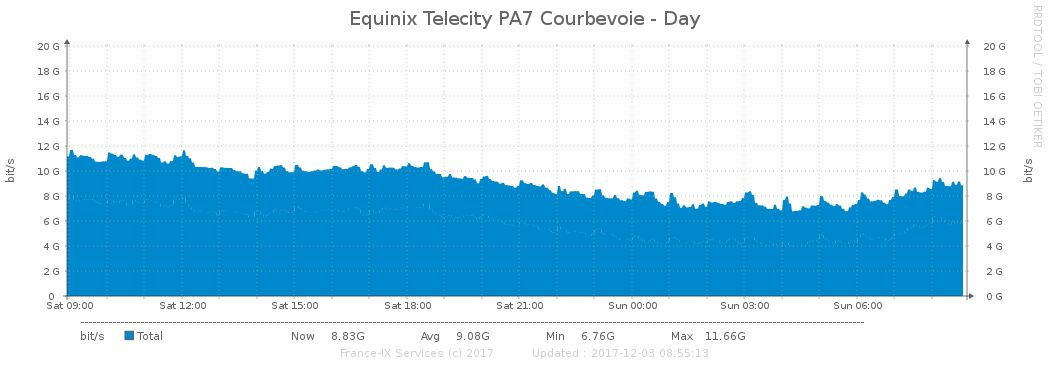 Equinix Telecity PA7 Courbevoie - Day
RRDTOOL / TOBI OETIKER
20 G 20 G
18 G 18 G
16 G 16 G
14 G 14 G
12 G 12 G
10 G 10 G
8 G 8 G
6 G 6 G
4 G 4 G
2 G 2 G
0 0 G
bit/s bit/s
Sat 09:00 Sat 12:00 Sat 15:00 Sat 18:00 Sat 21:00 Sun 00:00 Sun 03:00 Sun 06:00
bit/s Total Now 8.83G Avg 9.08G Min 6.76G Max 11.66G
France-IX Services (c) 2017 Updated : 2017-12-03 08:55:13